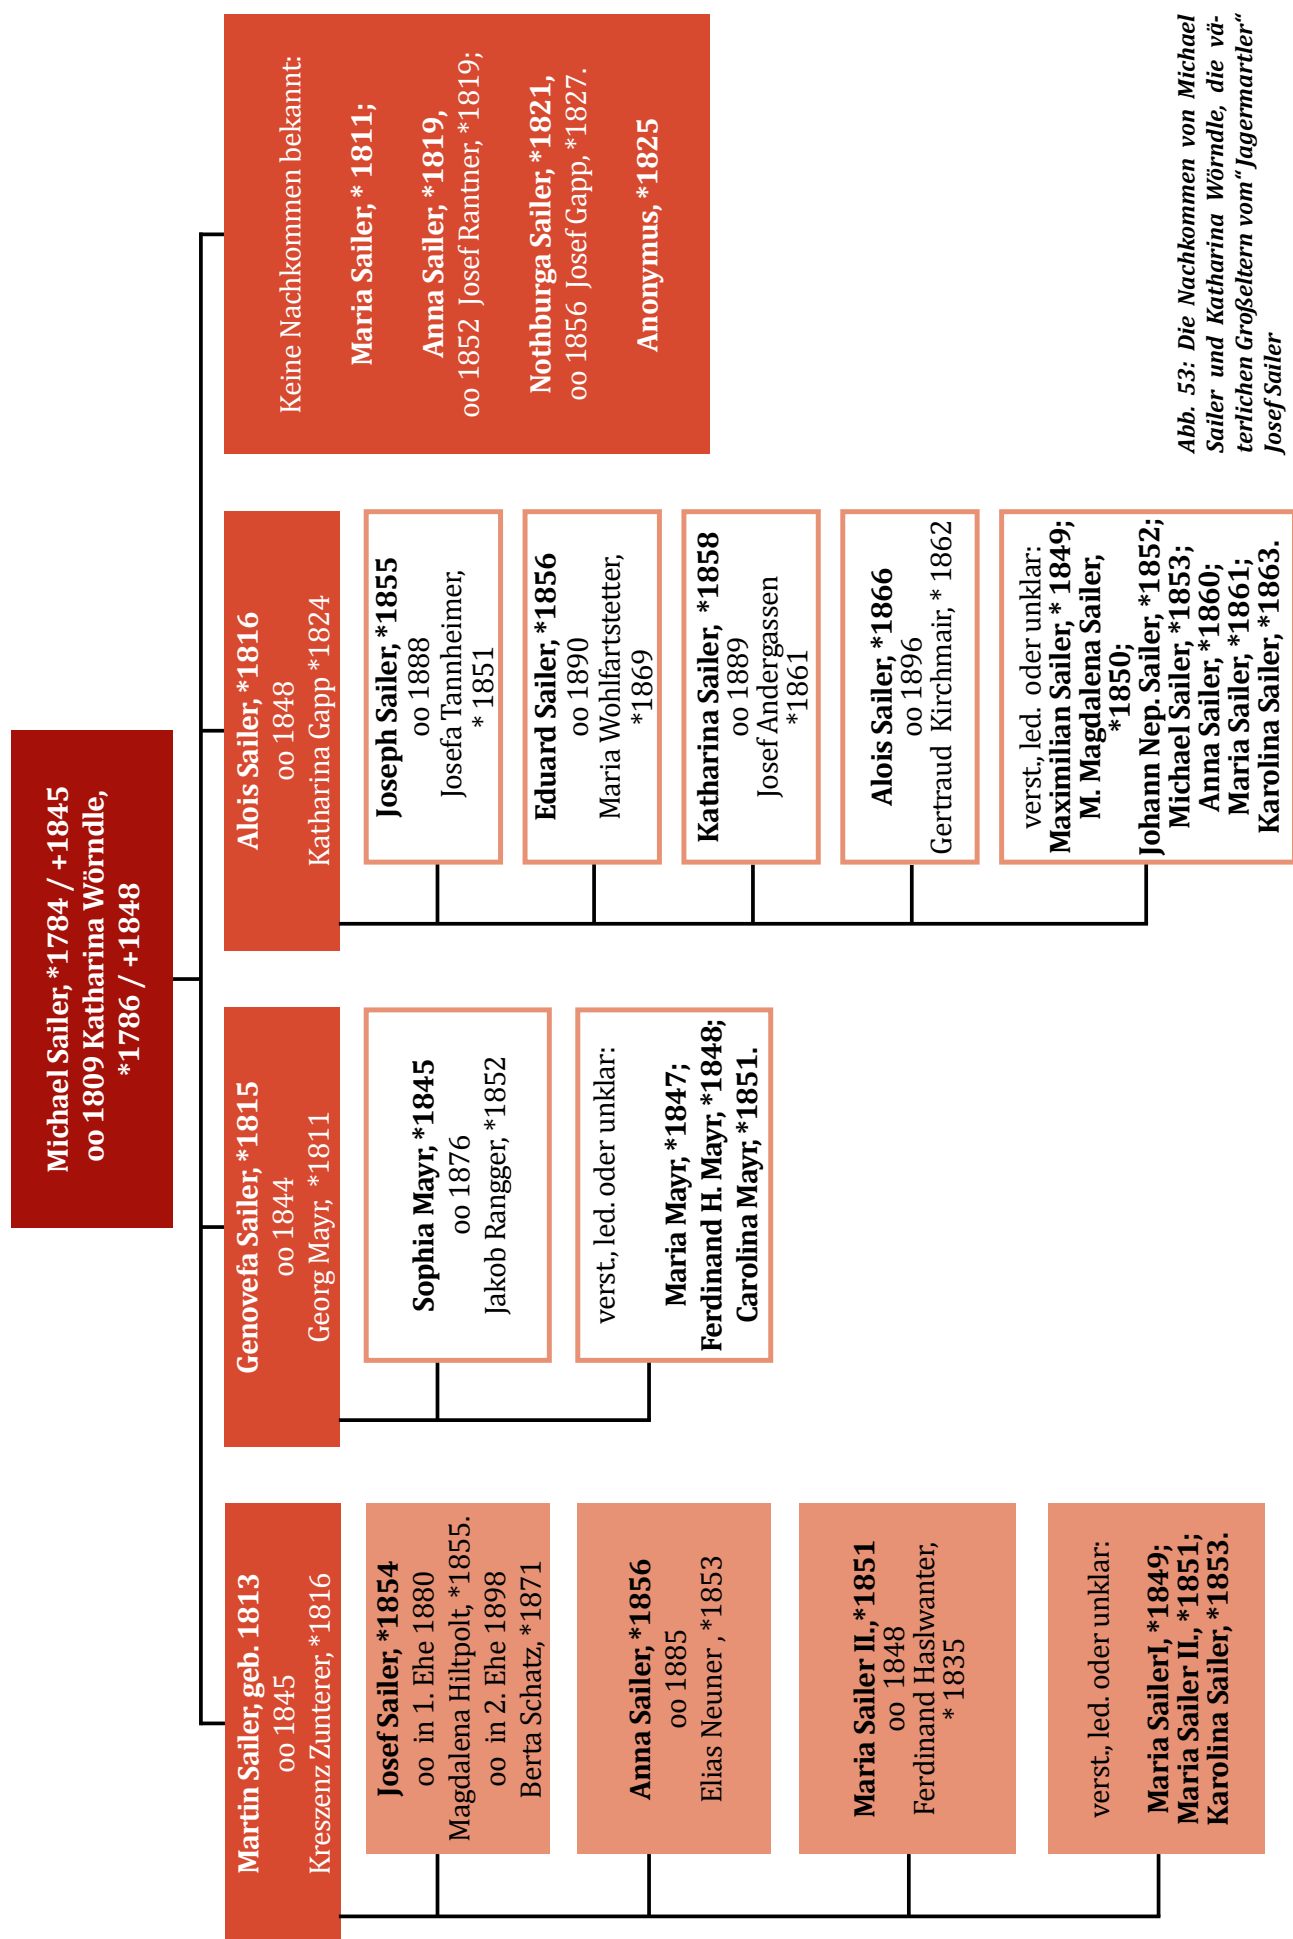 Michael Sailer, *1784 / +1845
oo 1809 Katharina Wörndle,
*1786 / +1848
Martin Sailer, geb. 1813
oo 1845
Kreszenz Zunterer, *1816
Josef Sailer, *1854
oo in 1. Ehe 1880
Magdalena Hiltpolt, *1855.
oo in 2. Ehe 1898
Berta Schatz, *1871
Anna Sailer, *1856
oo 1885
Elias Neuner , *1853
Maria Sailer II.,*1851
oo 1848
Ferdinand Haslwanter,
* 1835
verst., led. oder unklar:
Maria SailerI, *1849;
Maria Sailer II., *1851;
Karolina Sailer, *1853.
Genovefa Sailer, *1815
oo 1844
Georg Mayr, *1811
Sophia Mayr, *1845
oo 1876
Jakob Rangger, *1852
verst., led. oder unklar:
Maria Mayr, *1847;
Ferdinand H. Mayr, *1848;
Carolina Mayr, *1851.
Alois Sailer, *1816
oo 1848
Katharina Gapp *1824
Joseph Sailer, *1855
oo 1888
Josefa Tannheimer,
* 1851
Eduard Sailer, *1856
oo 1890
Maria Wohlfartstetter,
*1869
Katharina Sailer, *1858
oo 1889
Josef Andergassen
*1861
Alois Sailer, *1866
oo 1896
Gertraud Kirchmair, * 1862
verst., led. oder unklar:
Maximilian Sailer, * 1849;
M. Magdalena Sailer,
*1850;
Johann Nep. Sailer, *1852;
Michael Sailer, *1853;
Anna Sailer, *1860;
Maria Sailer, *1861;
Karolina Sailer, *1863.
Keine Nachkommen bekannt:
Maria Sailer, * 1811;
Anna Sailer, *1819,
oo 1852 Josef Rantner, *1819;
Nothburga Sailer, *1821,
oo 1856 Josef Gapp, *1827.
Anonymus, *1825
Abb. 53: Die Nachkommen von Michael
Sailer und Katharina Wörndle, die vä-
terlichen Großeltern vom“ Jagermartler“
Josef Sailer